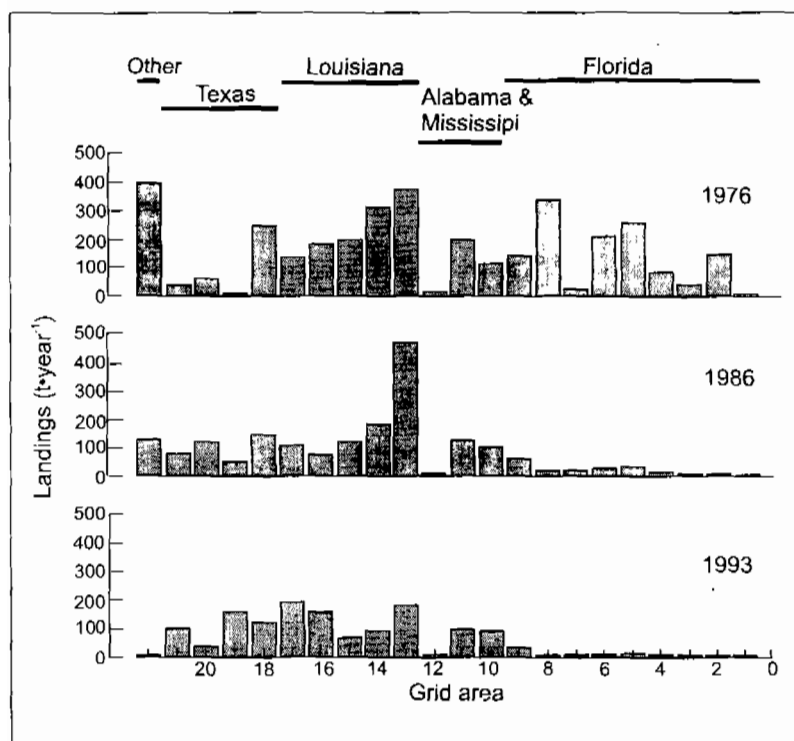 Other
Louisiana
Florida
Texas
Alabama &
Mississipi
500
400
300
200
100
0
1976
500
400
300
200
100
0
1986
500
400
300
200
100
0
1993
Landings (t•year⁻¹)
20 18 16 14 12 10 8 6 4 2 0
Grid area